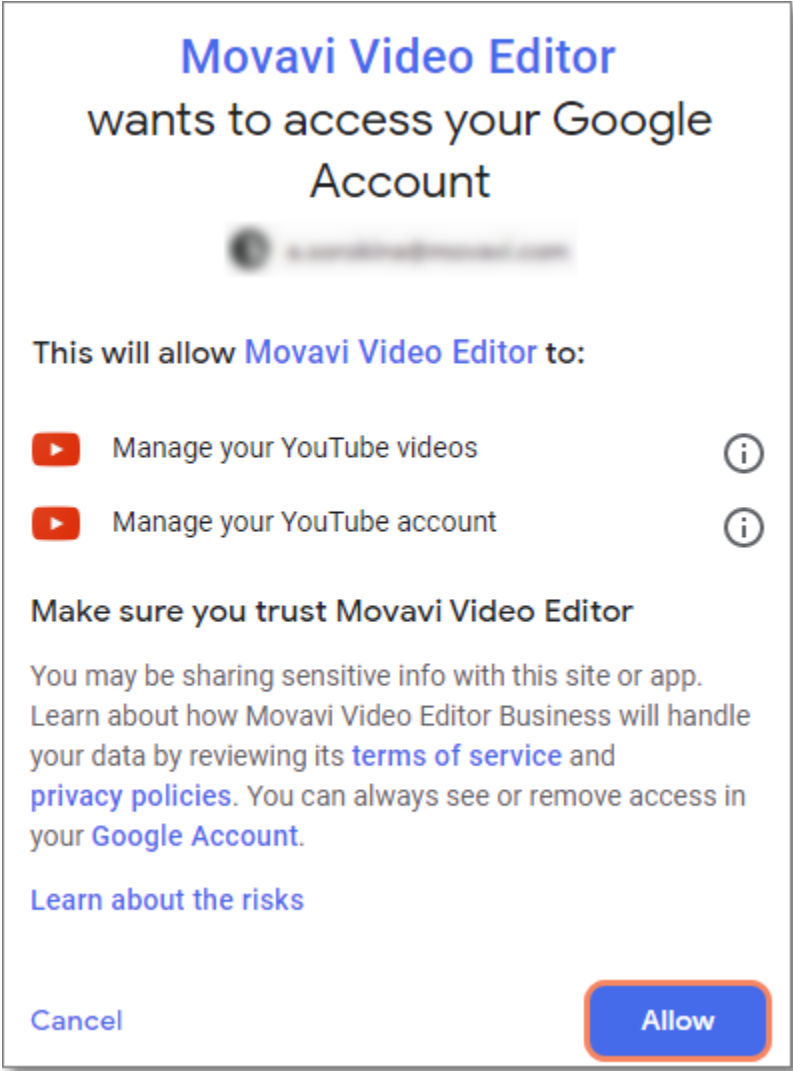 Movavi Video Editor
wants to access your Google
Account
This will allow Movavi Video Editor to:
Manage your YouTube videos
Manage your YouTube account
Make sure you trust Movavi Video Editor
You may be sharing sensitive info with this site or app.
Learn about how Movavi Video Editor Business will handle
your data by reviewing its terms of service and
privacy policies. You can always see or remove access in
your Google Account.
Learn about the risks
Cancel
Allow